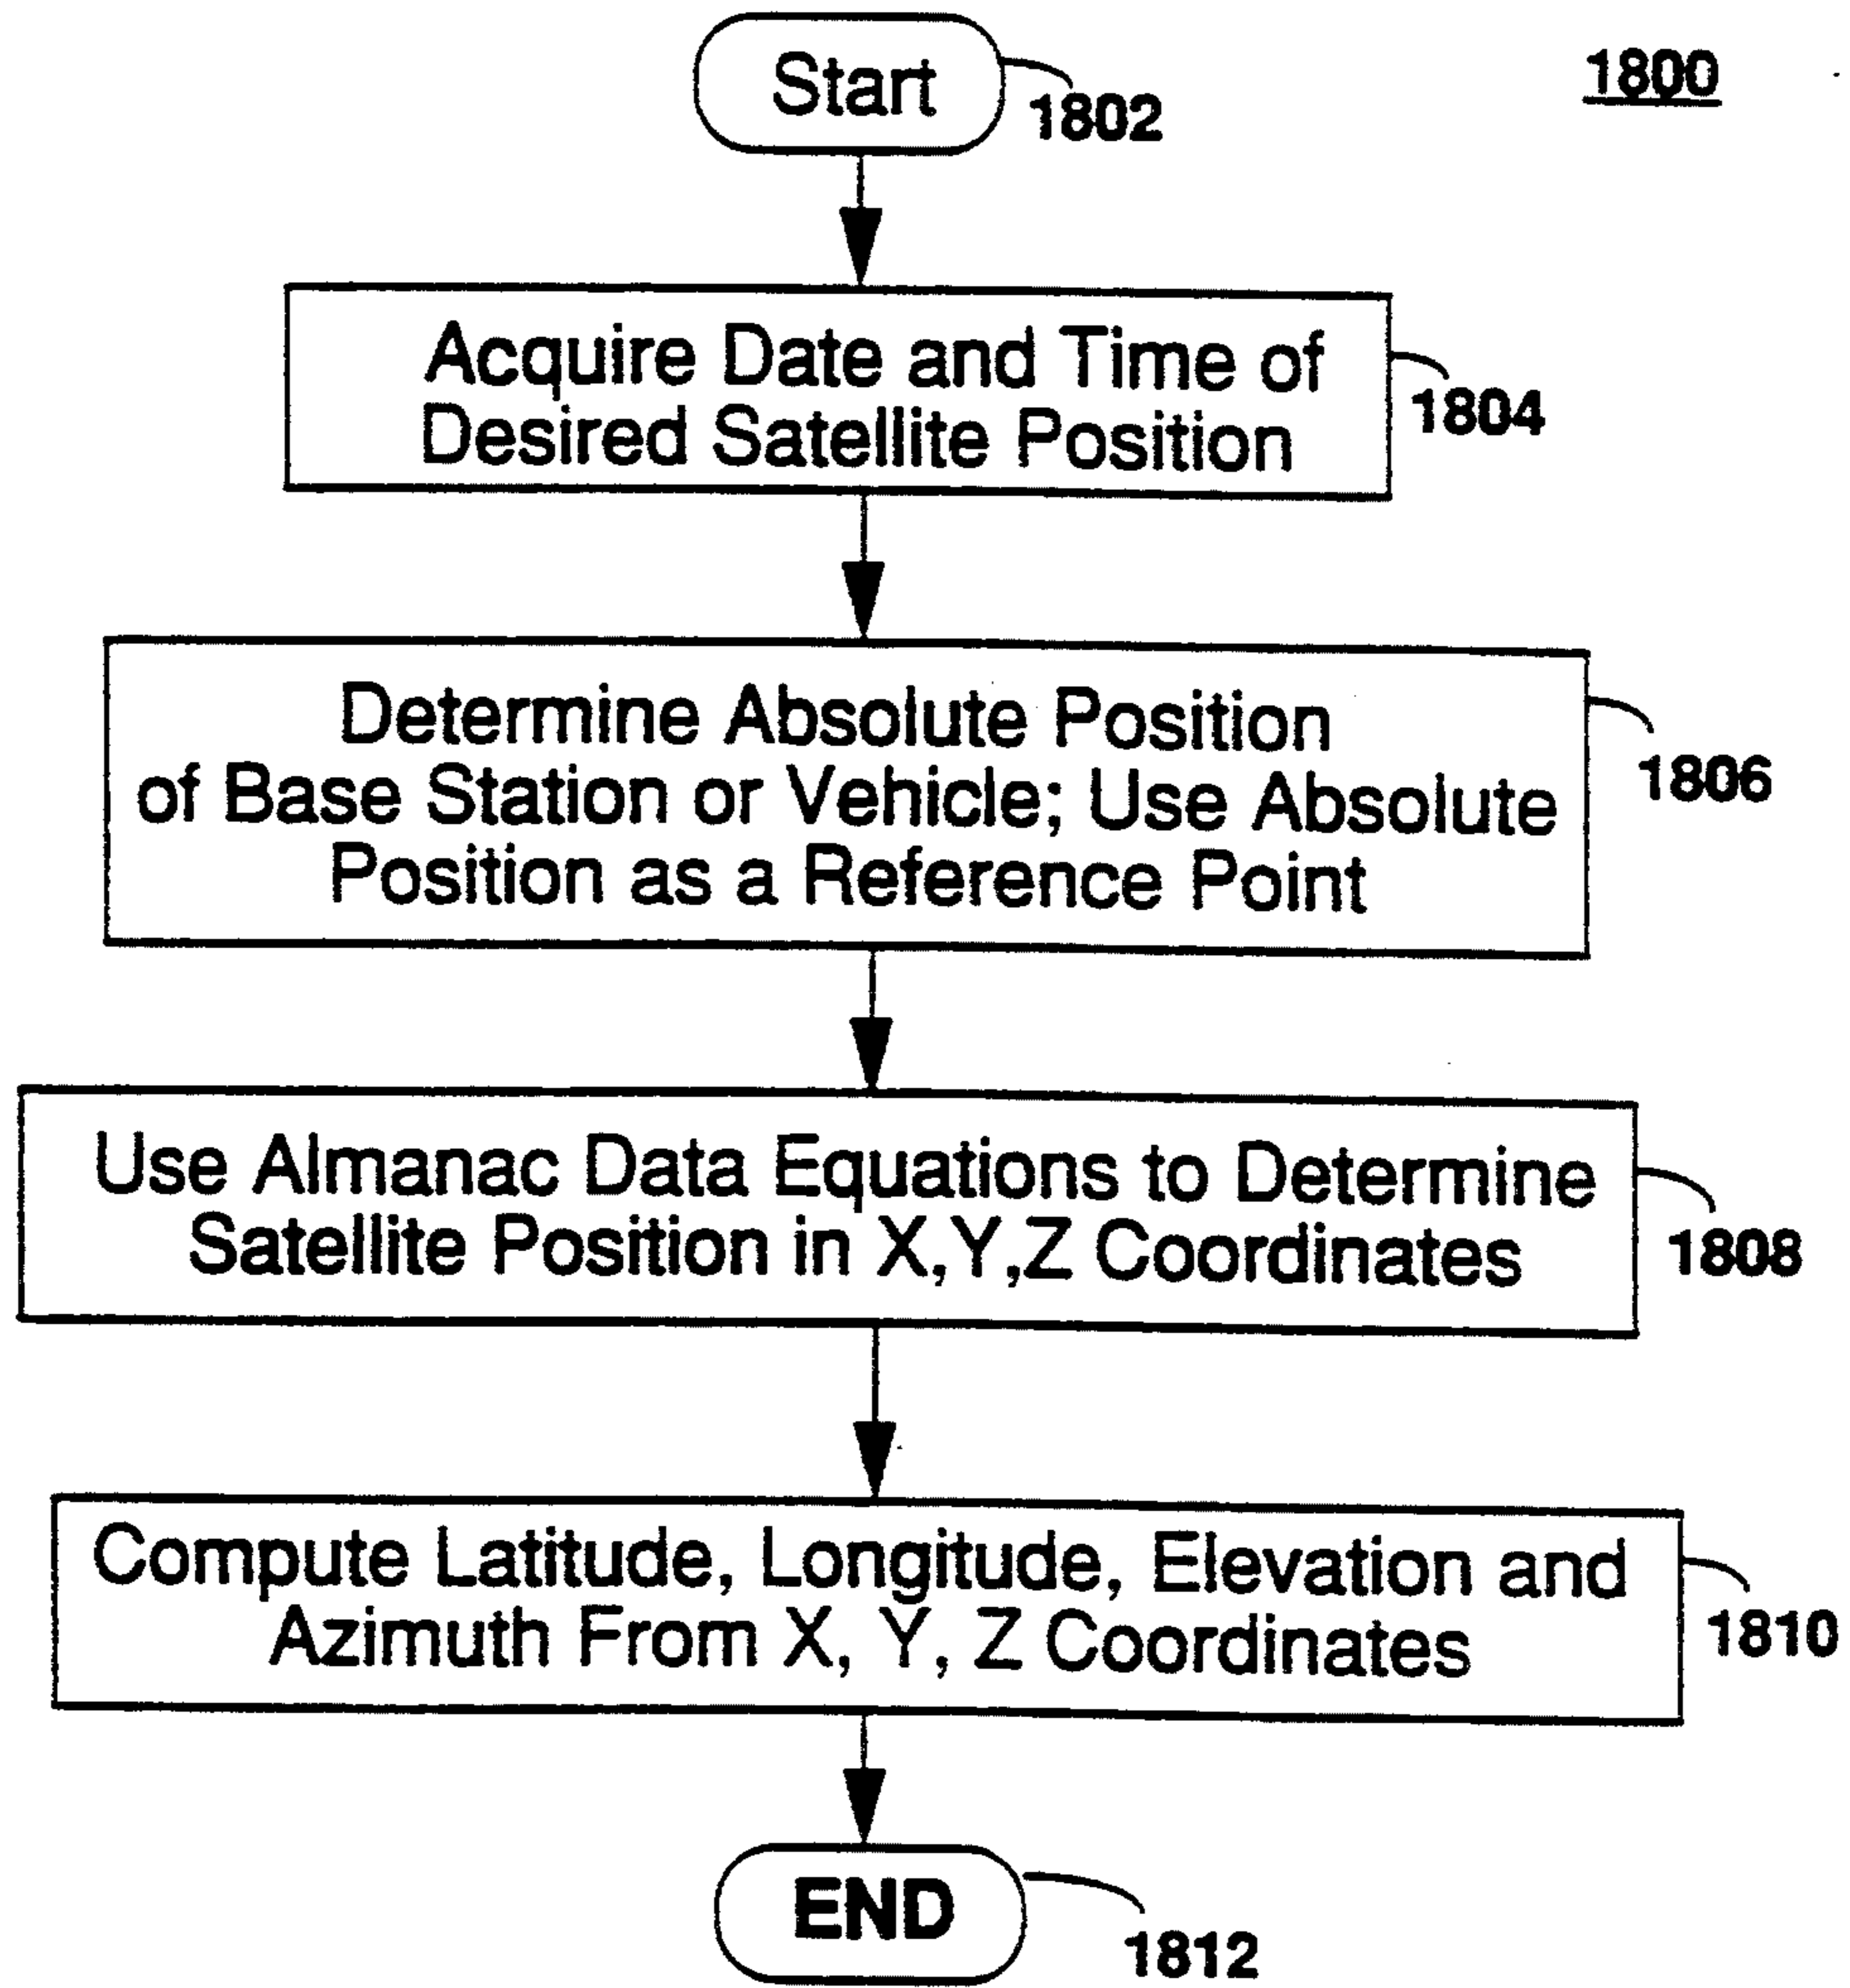 Start
1800
1802
Acquire Date and Time of
Desired Satellite Position
1804
Determine Absolute Position
of Base Station or Vehicle; Use Absolute
Position as a Reference Point
1806
Use Almanac Data Equations to Determine
Satellite Position in X,Y,Z Coordinates
1808
Compute Latitude, Longitude, Elevation and
Azimuth From X, Y, Z Coordinates
1810
END
1812